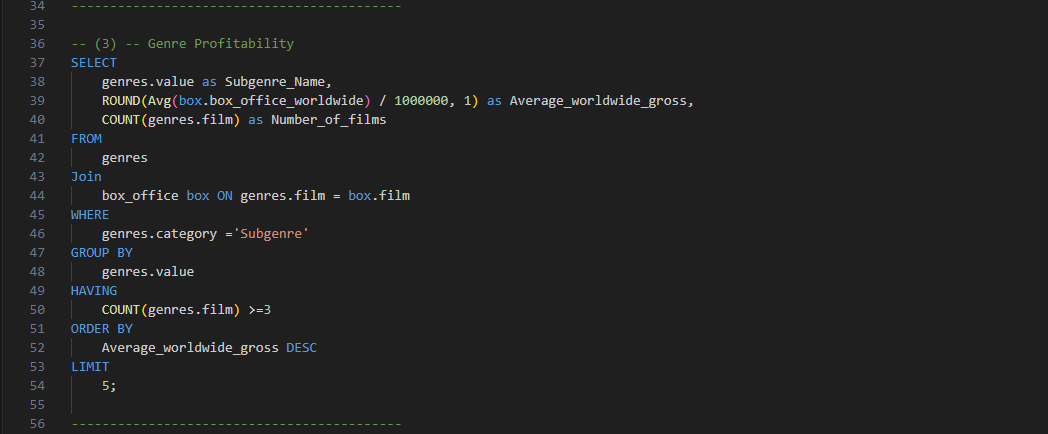 34 -------------------------------------------
35
36 -- (3) -- Genre Profitability
37 SELECT
38     genres.value as Subgenre_Name,
39     ROUND(Avg(box.box_office_worldwide) / 1000000, 1) as Average_worldwide_gross,
40     COUNT(genres.film) as Number_of_films
41 FROM
42     genres
43 Join
44     box_office box ON genres.film = box.film
45 WHERE
46     genres.category ='Subgenre'
47 GROUP BY
48     genres.value
49 HAVING
50     COUNT(genres.film) >=3
51 ORDER BY
52     Average_worldwide_gross DESC
53 LIMIT
54     5;
55
56 -------------------------------------------